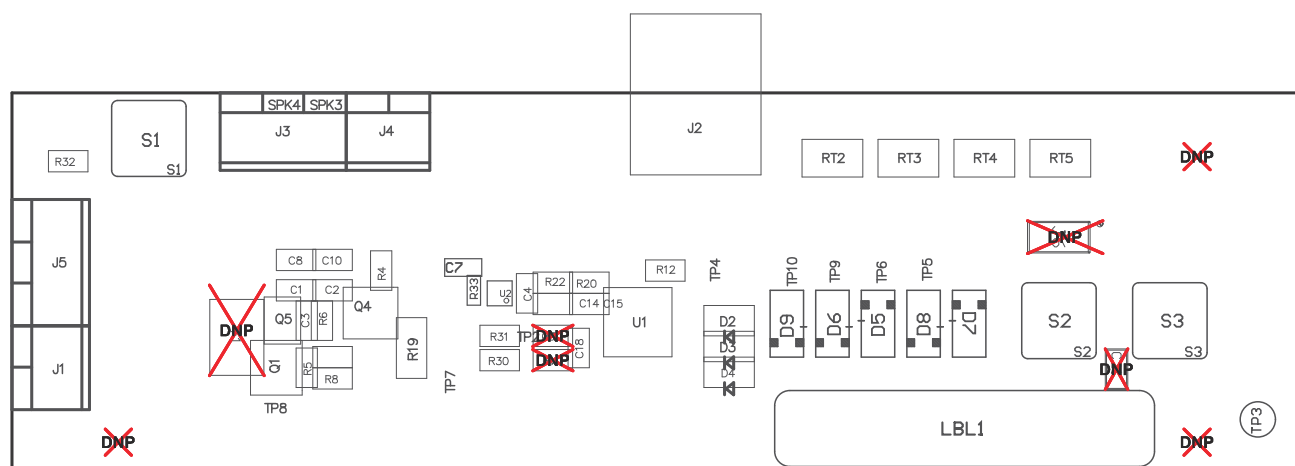 SPK4 SPK3
J3 J4
J2
S1
S1
R32
RT2 RT3 RT4 RT5
DNP
DNP
J5
C8 C10
R4
C7
R33
R12
TP4
TP10 TP9 TP6 TP5
C1 C2
U2
C4
R22 R20
C14 C15
DNP
Q5
C3
R6
Q4
U1
D2
D3
D4
D9 D6 D5 D8 D7
S2
S2
S3
S3
R31
DNP
R30
DNP
C18
R19
J1
Q1
R5
R8
TP7
TP8
DNP
LBL1
TP3
DNP
DNP